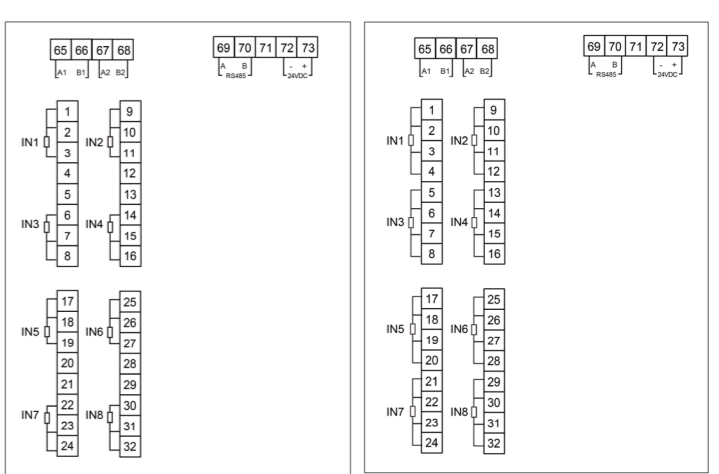 65 66 67 68
A1 B1 A2 B2
69 70 71 72 73
A B - +
RS485 24VDC
1 9
2 10
IN1 IN2
3 11
4 12
5 13
6 14
IN3 IN4
7 15
8 16
17 25
18 26
IN5 IN6
19 27
20 28
21 29
22 30
IN7 IN8
23 31
24 32
65 66 67 68
A1 B1 A2 B2
69 70 71 72 73
A B - +
RS485 24VDC
1 9
2 10
IN1 IN2
3 11
4 12
5 13
6 14
IN3 IN4
7 15
8 16
17 25
18 26
IN5 IN6
19 27
20 28
21 29
22 30
IN7 IN8
23 31
24 32